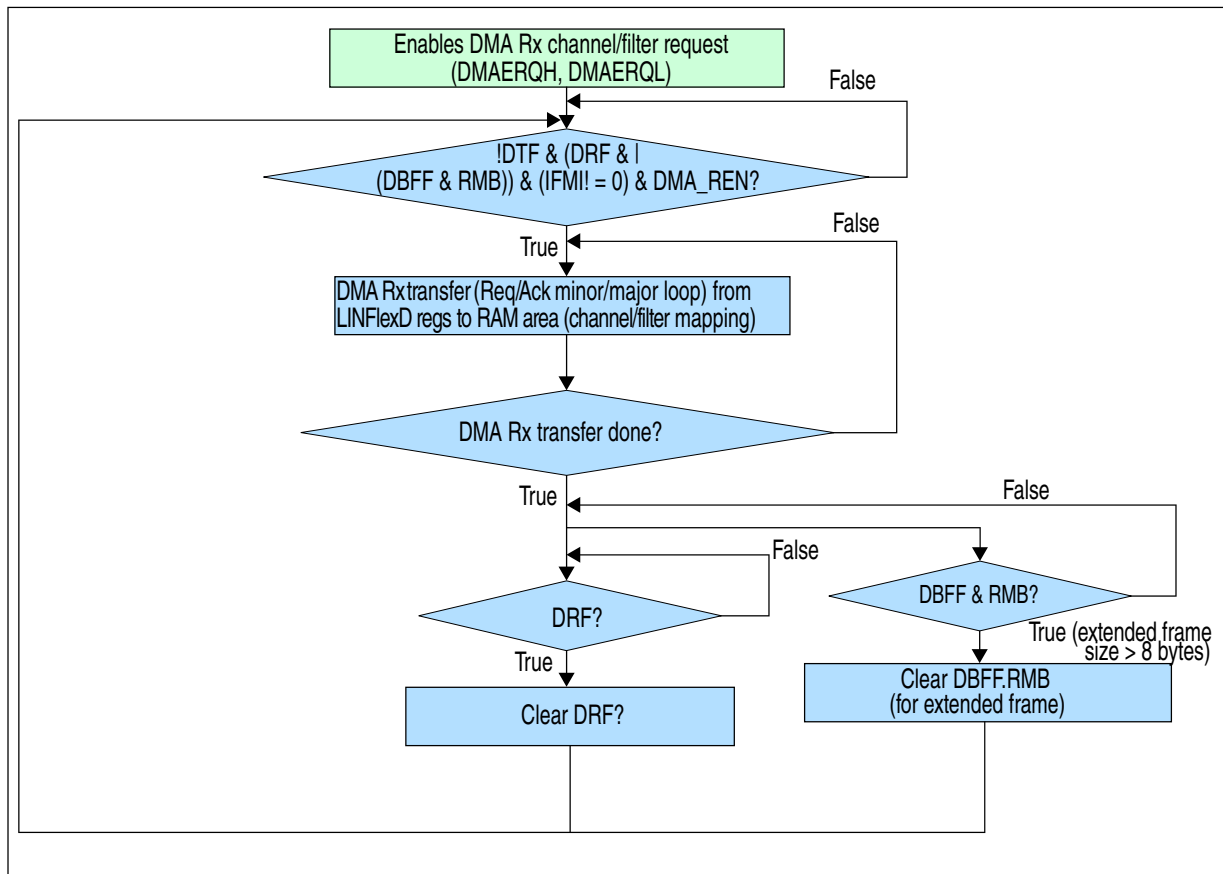 Enables DMA Rx channel/filter request
(DMAERQH, DMAERQL)
False
!DTF & (DRF & |
(DBFF & RMB)) & (IFMI! = 0) & DMA_REN?
True
False
DMA Rx transfer (Req/Ack minor/major loop) from
LINFlexD regs to RAM area (channel/filter mapping)
DMA Rx transfer done?
True
False
False
DRF?
DBFF & RMB?
True
True (extended frame
size > 8 bytes)
Clear DRF?
Clear DBFF.RMB
(for extended frame)